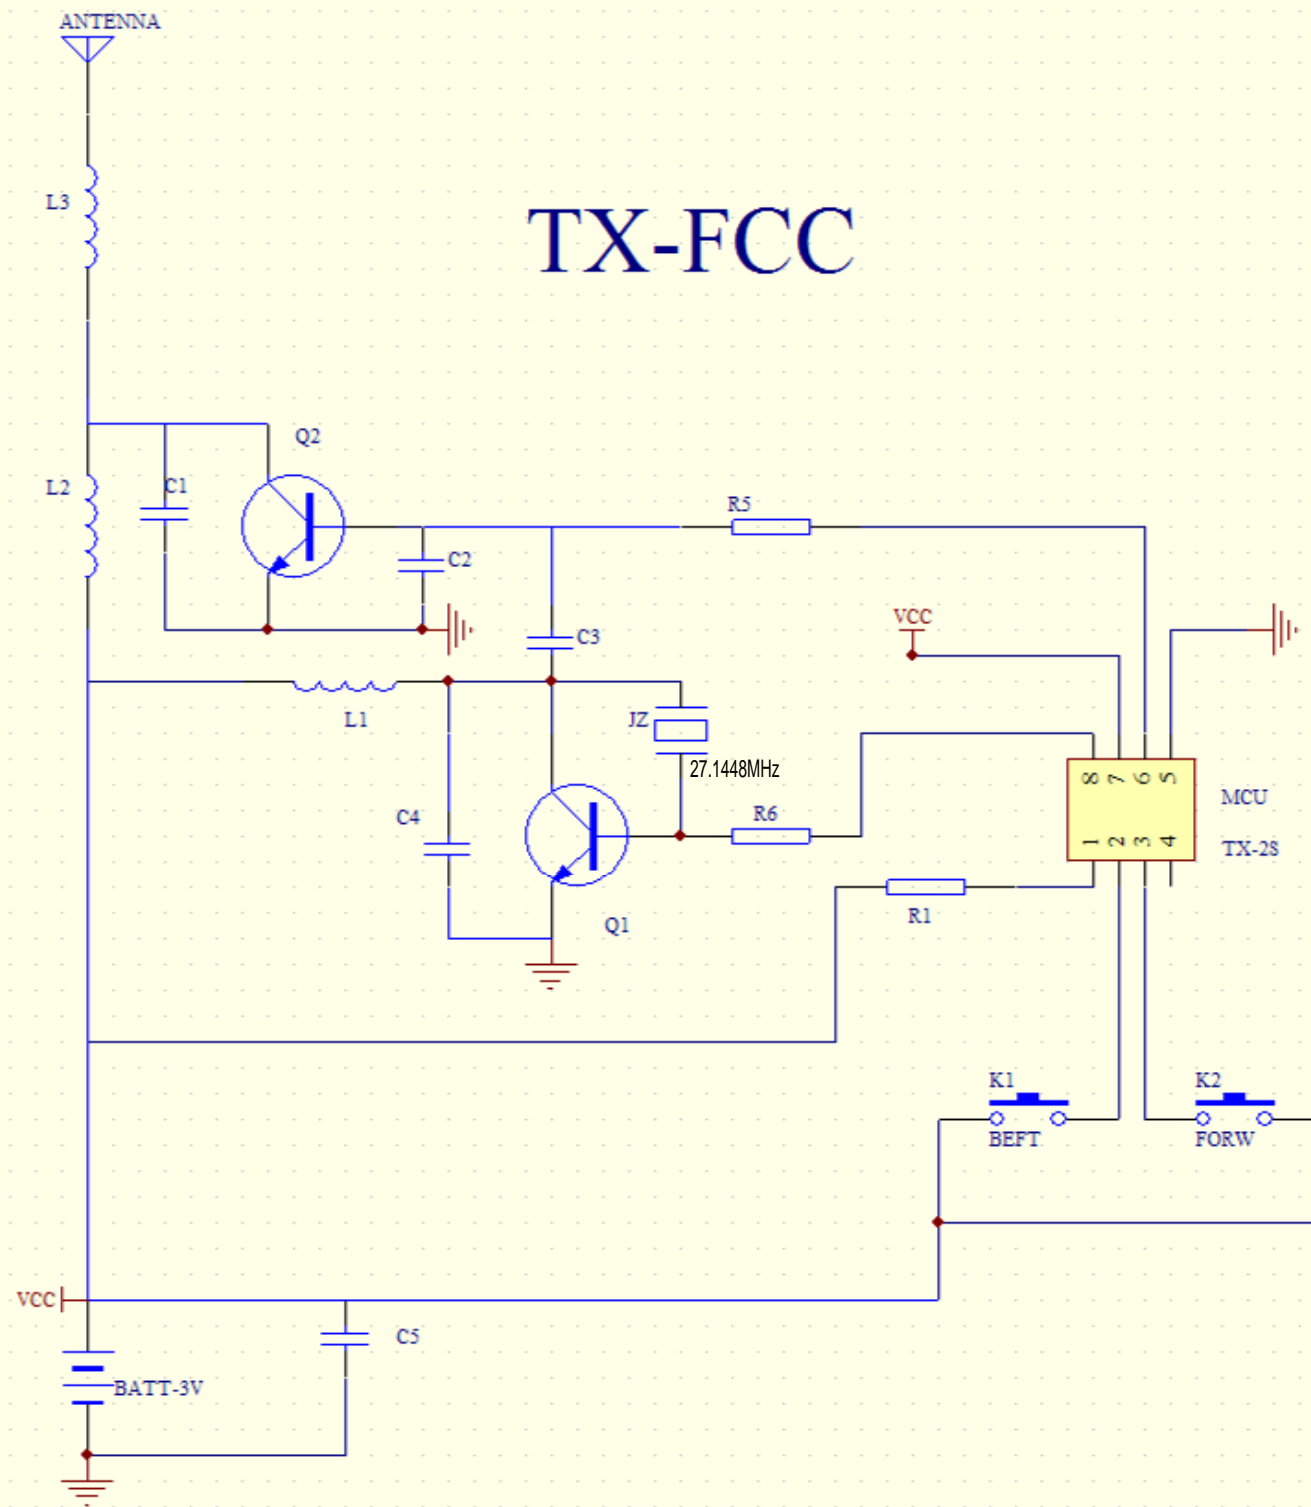 ANTENNA
L3
TX-FCC
Q2
L2
C1
R5
C2
VCC
C3
L1
JZ
27.1448MHz
8 7 6 5
MCU
C4
R6
1 2 3 4
TX-28
R1
Q1
K1
K2
BEFT
FORW
VCC
C5
BATT-3V